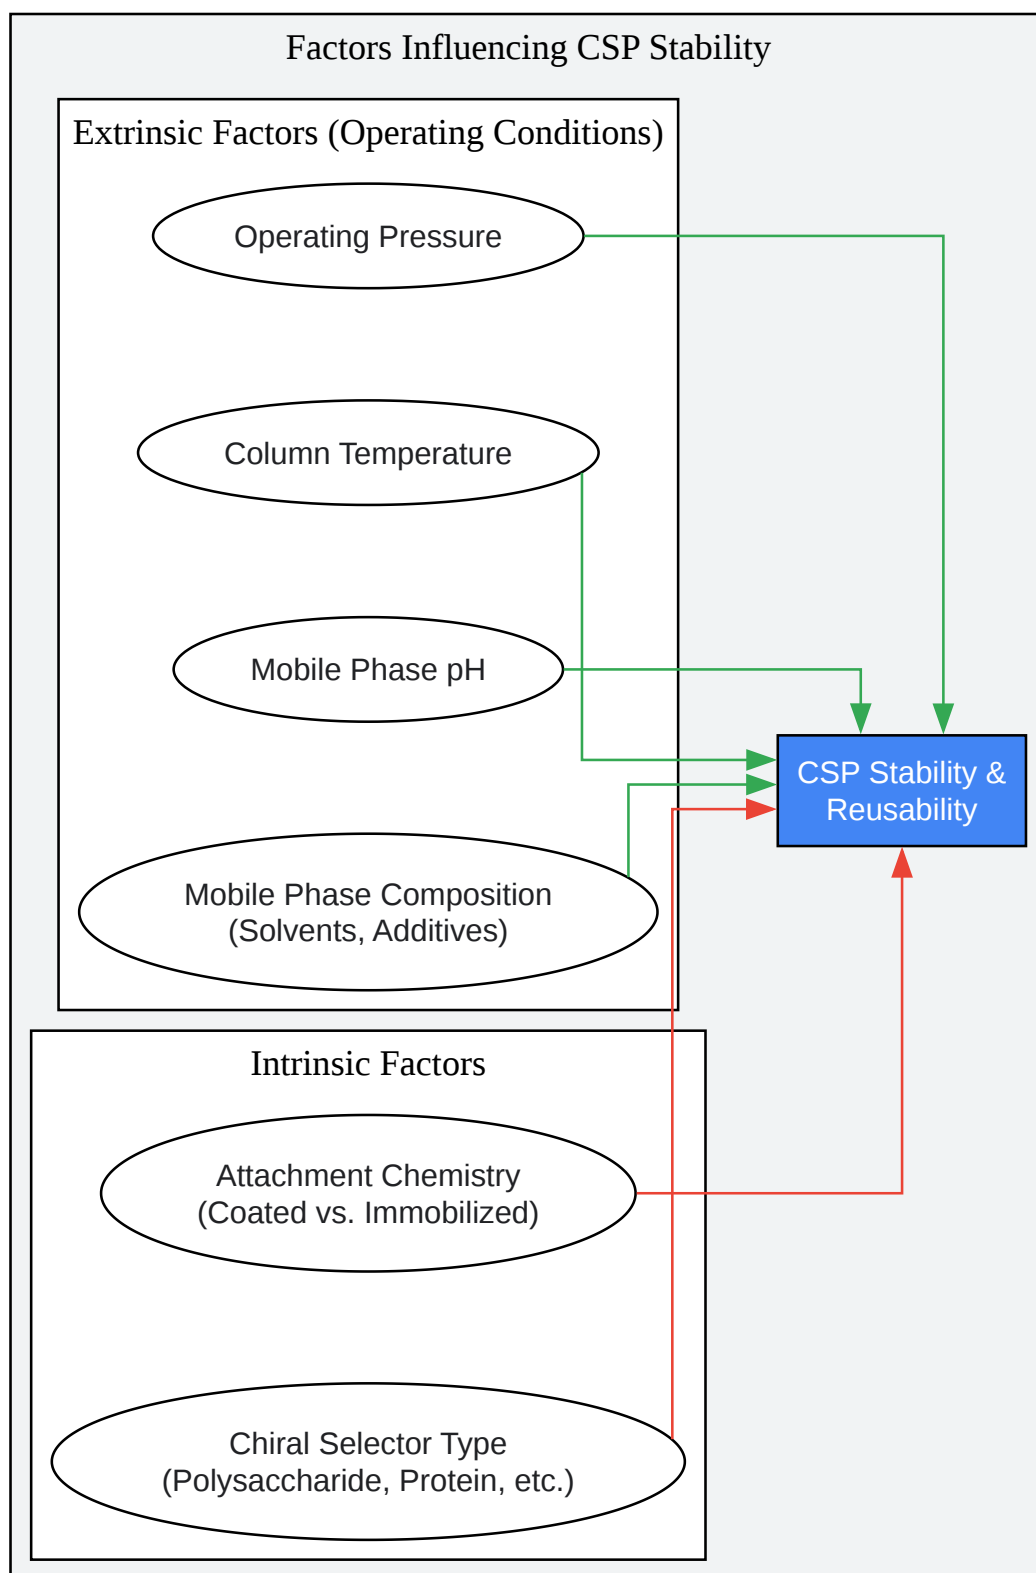 Factors Influencing CSP Stability
Extrinsic Factors (Operating Conditions)
Operating Pressure
Column Temperature
Mobile Phase pH
CSP Stability &
Reusability
Mobile Phase Composition
(Solvents, Additives)
Intrinsic Factors
Attachment Chemistry
(Coated vs. Immobilized)
Chiral Selector Type
(Polysaccharide, Protein, etc.)